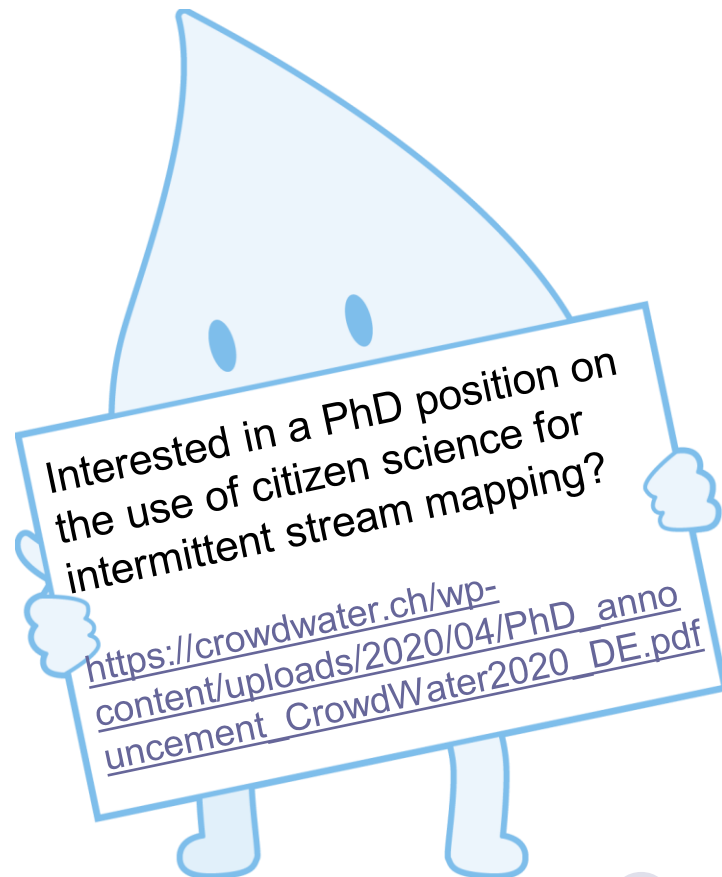 Interested in a PhD position on
the use of citizen science for
intermittent stream mapping?
https://crowdwater.ch/wp-
content/uploads/2020/04/PhD_anno
uncement_CrowdWater2020_DE.pdf